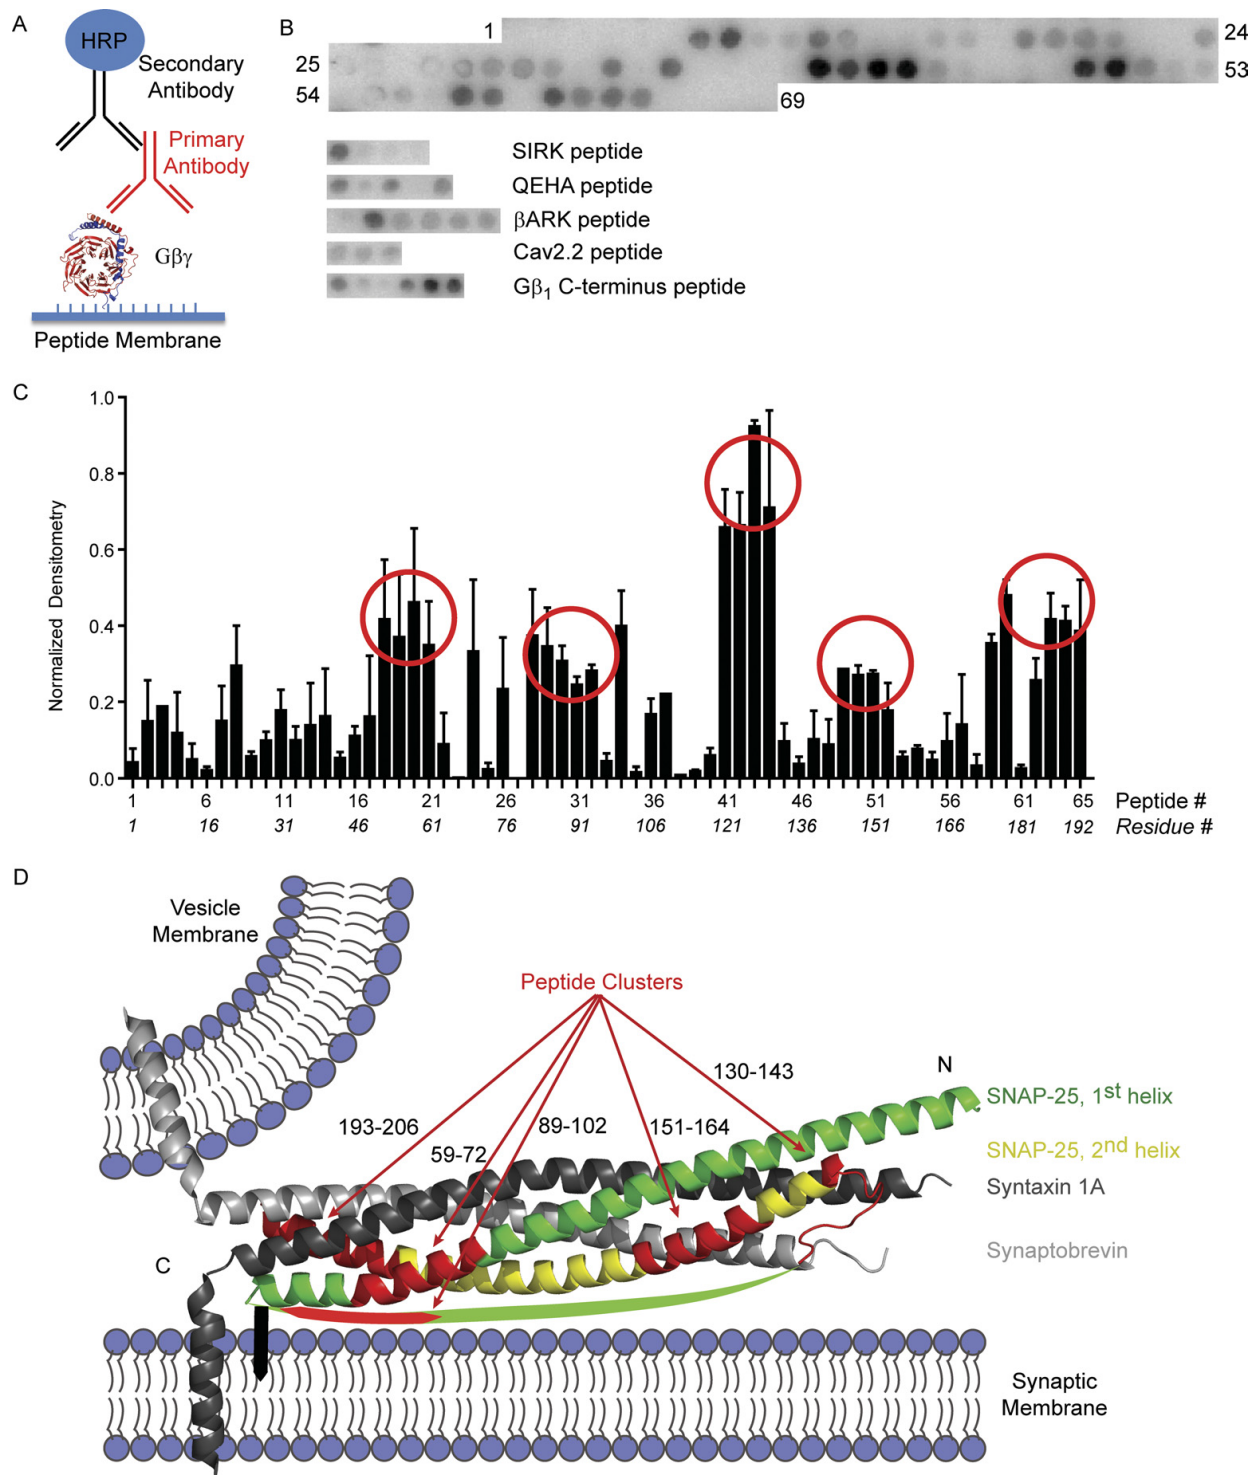 A
HRP
Secondary
Antibody
Primary
Antibody
Gβγ
Peptide Membrane
B
1
24
25
53
54
69
SIRK peptide
QEHA peptide
βARK peptide
Cav2.2 peptide
Gβ₁ C-terminus peptide
C
Normalized Densitometry
1.0
0.8
0.6
0.4
0.2
0.0
1 6 11 16 21 26 31 36 41 46 51 56 61 65 Peptide #
1 16 31 46 61 76 91 106 121 136 151 166 181 192 Residue #
D
Vesicle
Membrane
Peptide Clusters
130-143
N
193-206
59-72
89-102
151-164
SNAP-25, 1st helix
SNAP-25, 2nd helix
Syntaxin 1A
Synaptobrevin
C
Synaptic
Membrane